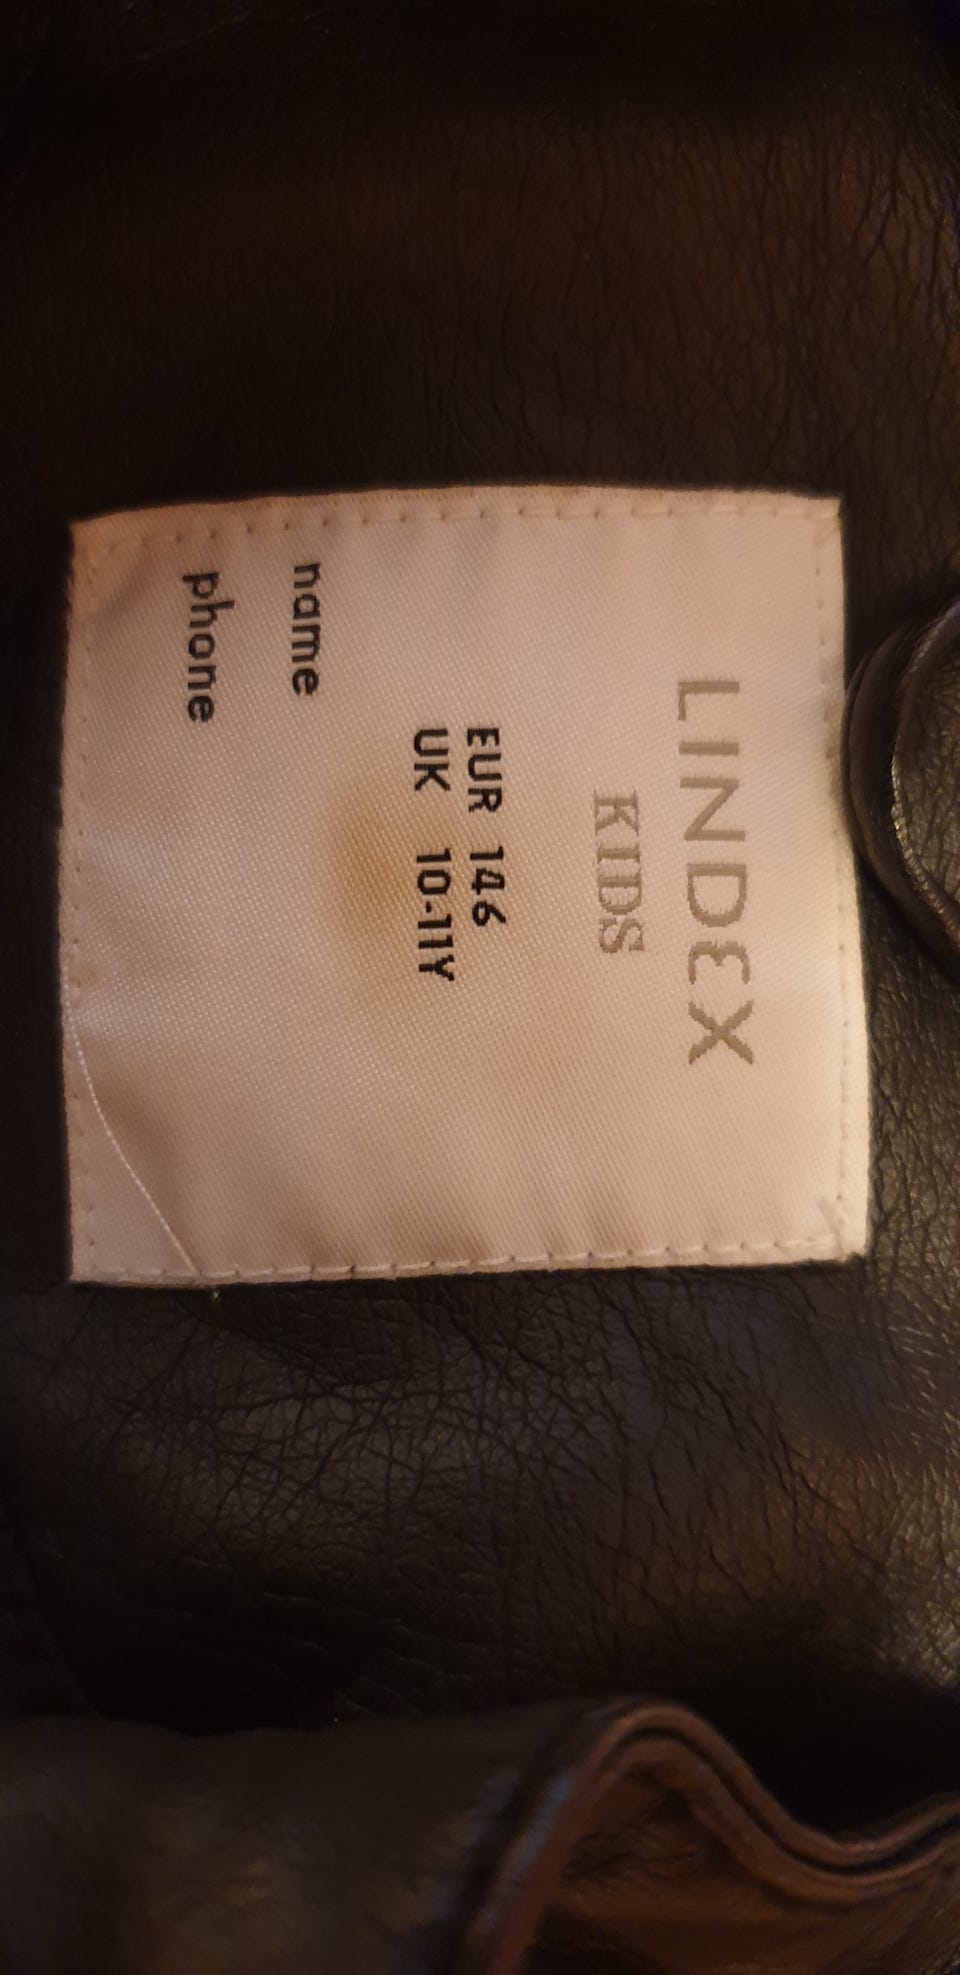 LINDEX
KIDS
EUR 146
UK 10-11Y
name
phone